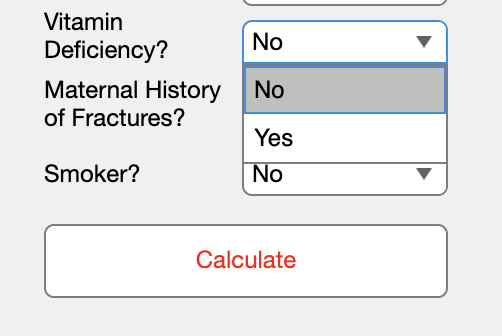 Vitamin
Deficiency?
No
No
Maternal History
of Fractures?
Yes
Smoker?
No
Calculate